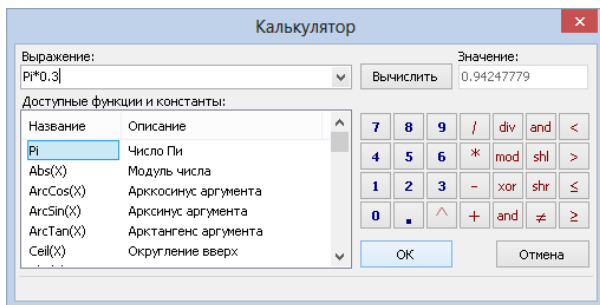 Калькулятор
×
Выражение: Значение:
Pi*0.3 Вычислить 0.94247779
Доступные функции и константы:
Название Описание
Pi Число Пи
Abs(X) Модуль числа
ArcCos(X) Арккосинус аргумента
ArcSin(X) Арксинус аргумента
ArcTan(X) Арктангенс аргумента
Ceil(X) Округление вверх
7 8 9 / div and <
4 5 6 * mod shl >
1 2 3 - xor shr ≤
0 . ^ + and ≠ ≥
ОК Отмена